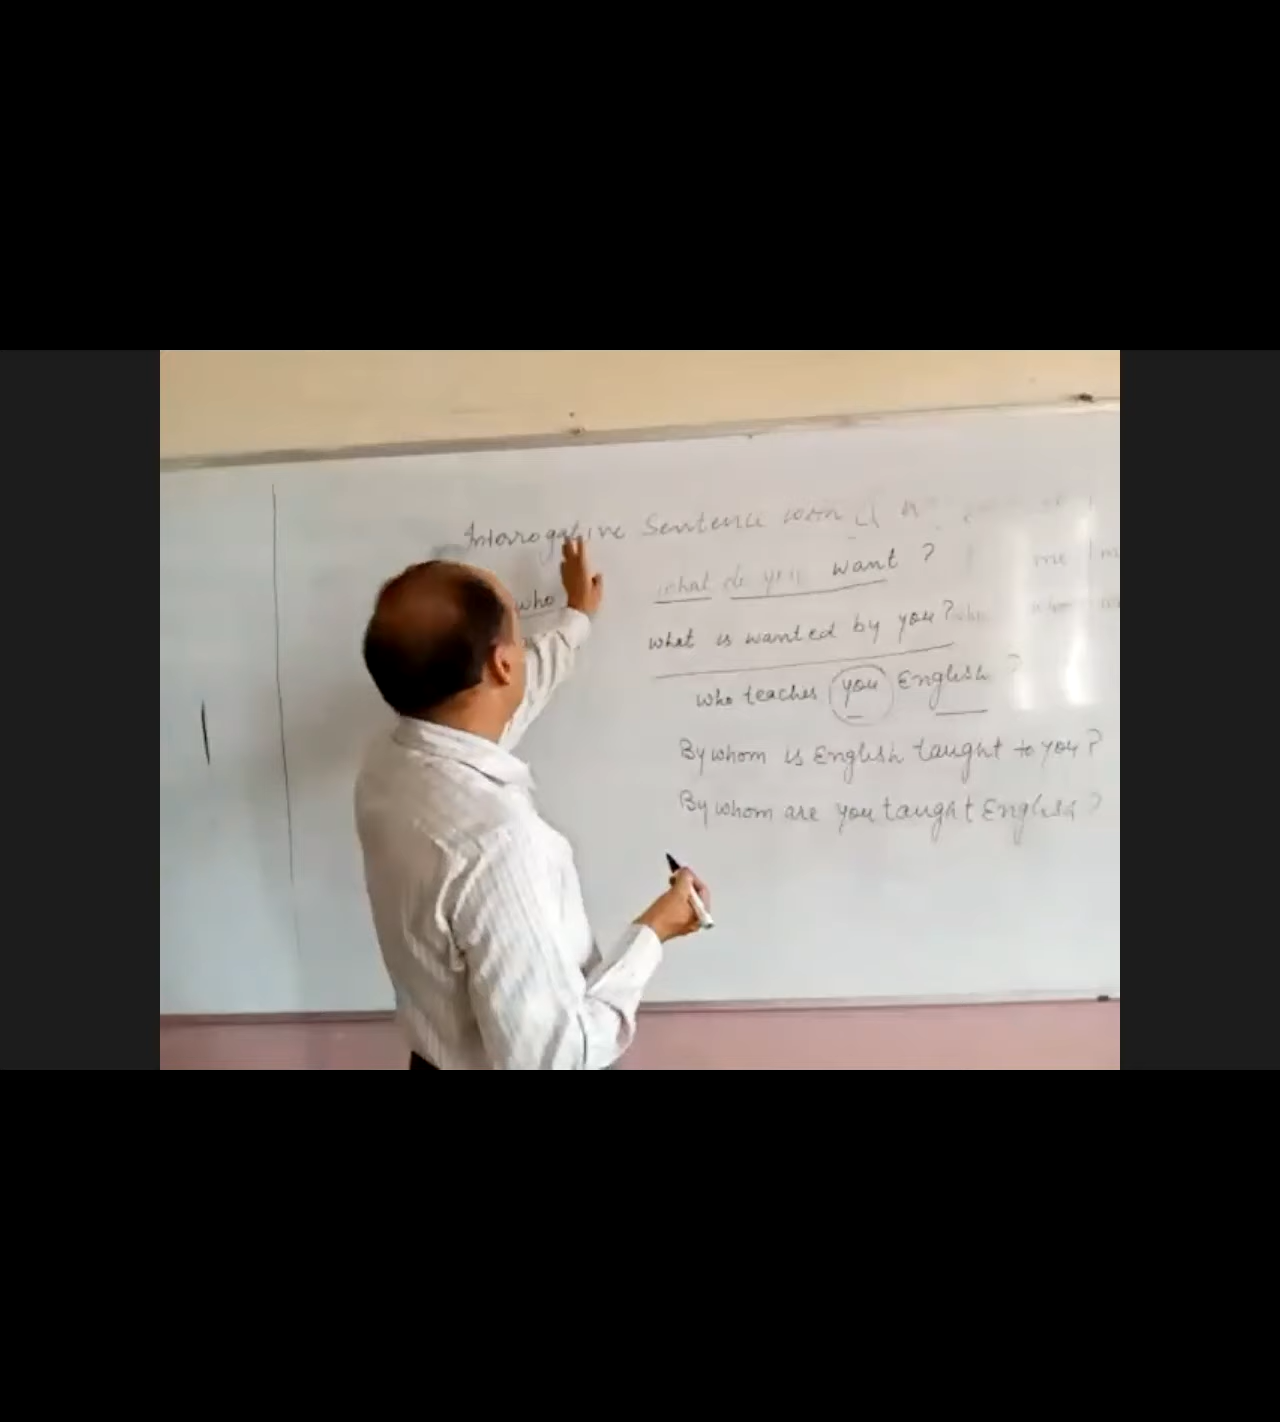 Interrogative Sentence
who
what do you want ?
what is wanted by you?
who teaches you English ?
By whom is English taught to you?
By whom are you taught English?